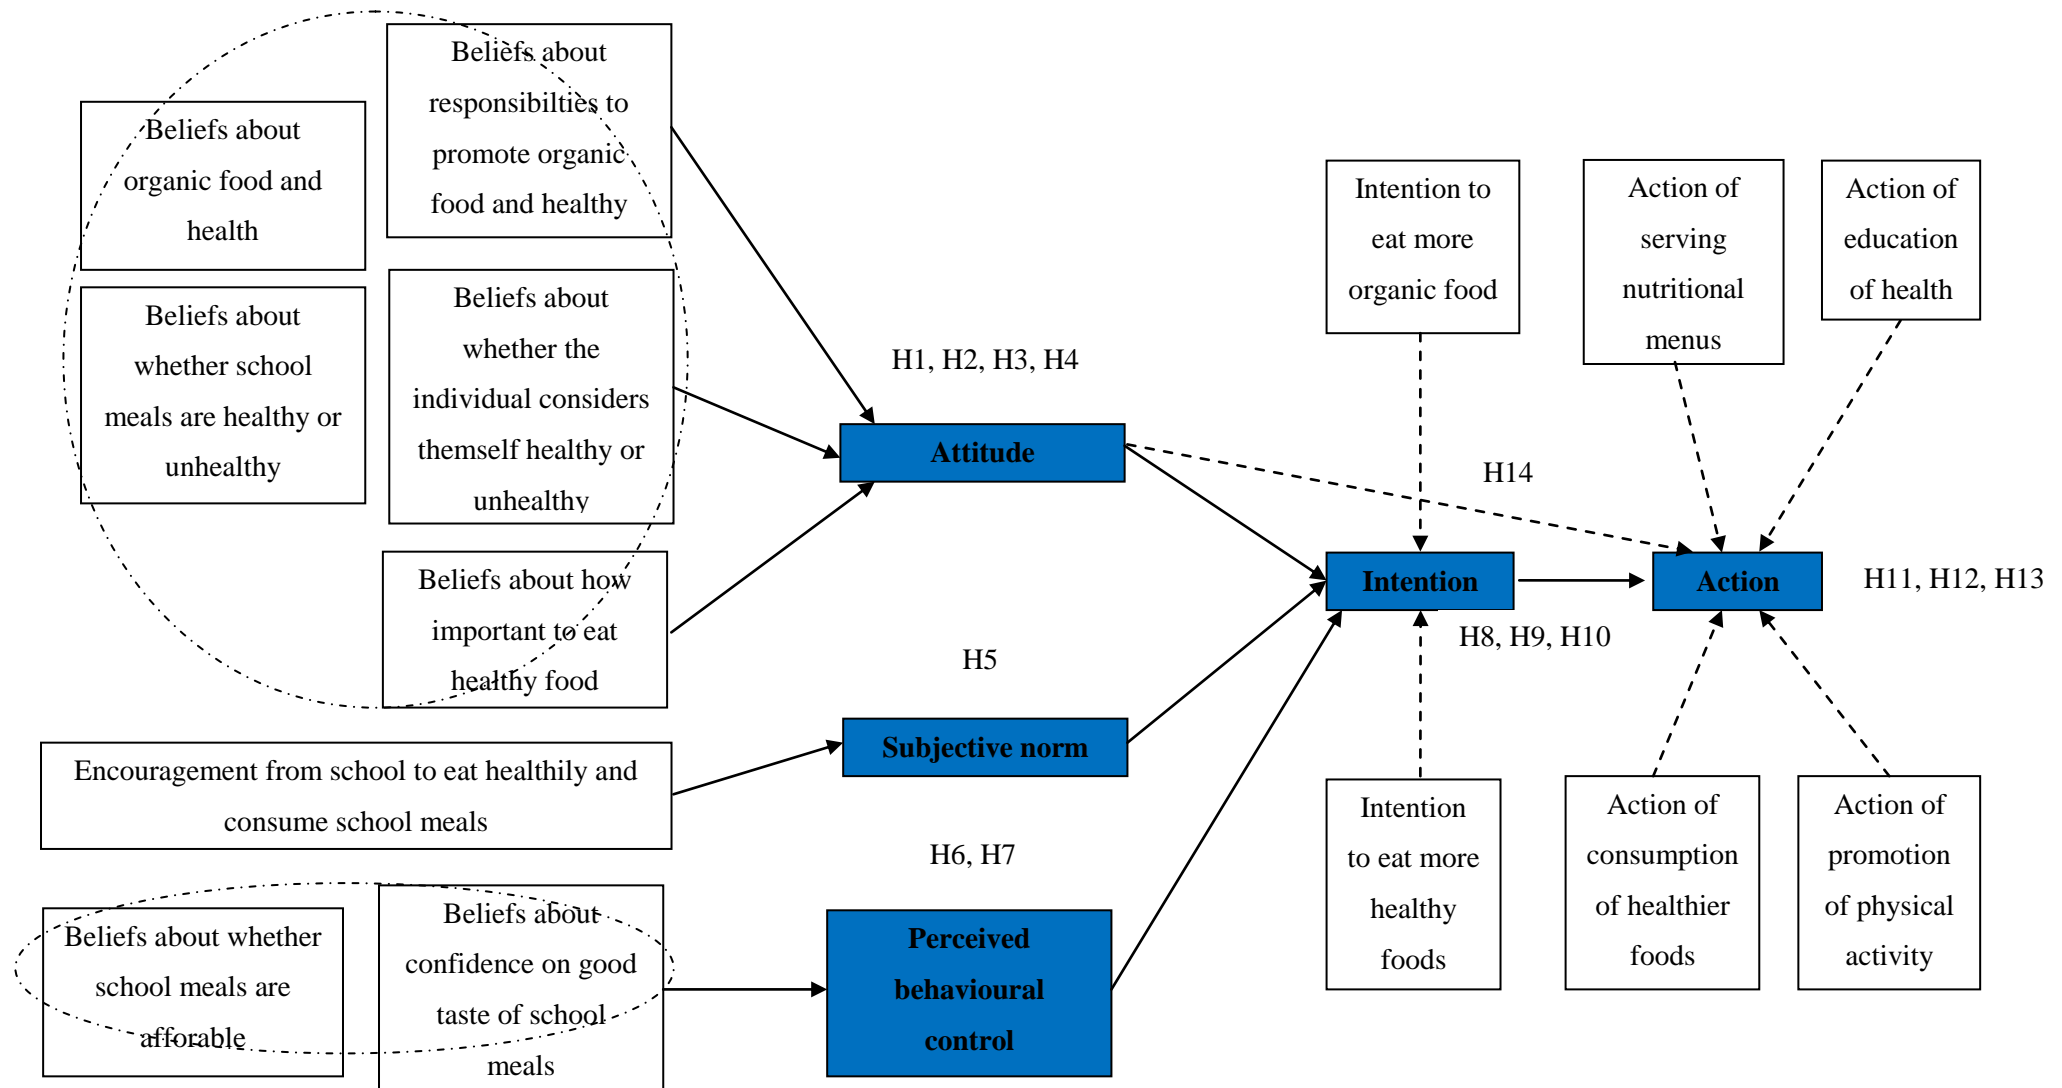 Beliefs about
responsibilties to
promote organic
food and healthy
Beliefs about
organic food and
health
Beliefs about
whether school
meals are healthy or
unhealthy
Beliefs about
whether the
individual considers
themself healthy or
unhealthy
Beliefs about how
important to eat
healthy food
Encouragement from school to eat healthily and
consume school meals
Beliefs about whether
school meals are
afforable
Beliefs about
confidence on good
taste of school
meals
H1, H2, H3, H4
Attitude
H5
Subjective norm
H6, H7
Perceived
behavioural
control
Intention to
eat more
organic food
Intention
H8, H9, H10
Intention
to eat more
healthy
foods
H14
Action of
serving
nutritional
menus
Action of
education
of health
Action
H11, H12, H13
Action of
consumption
of healthier
foods
Action of
promotion
of physical
activity